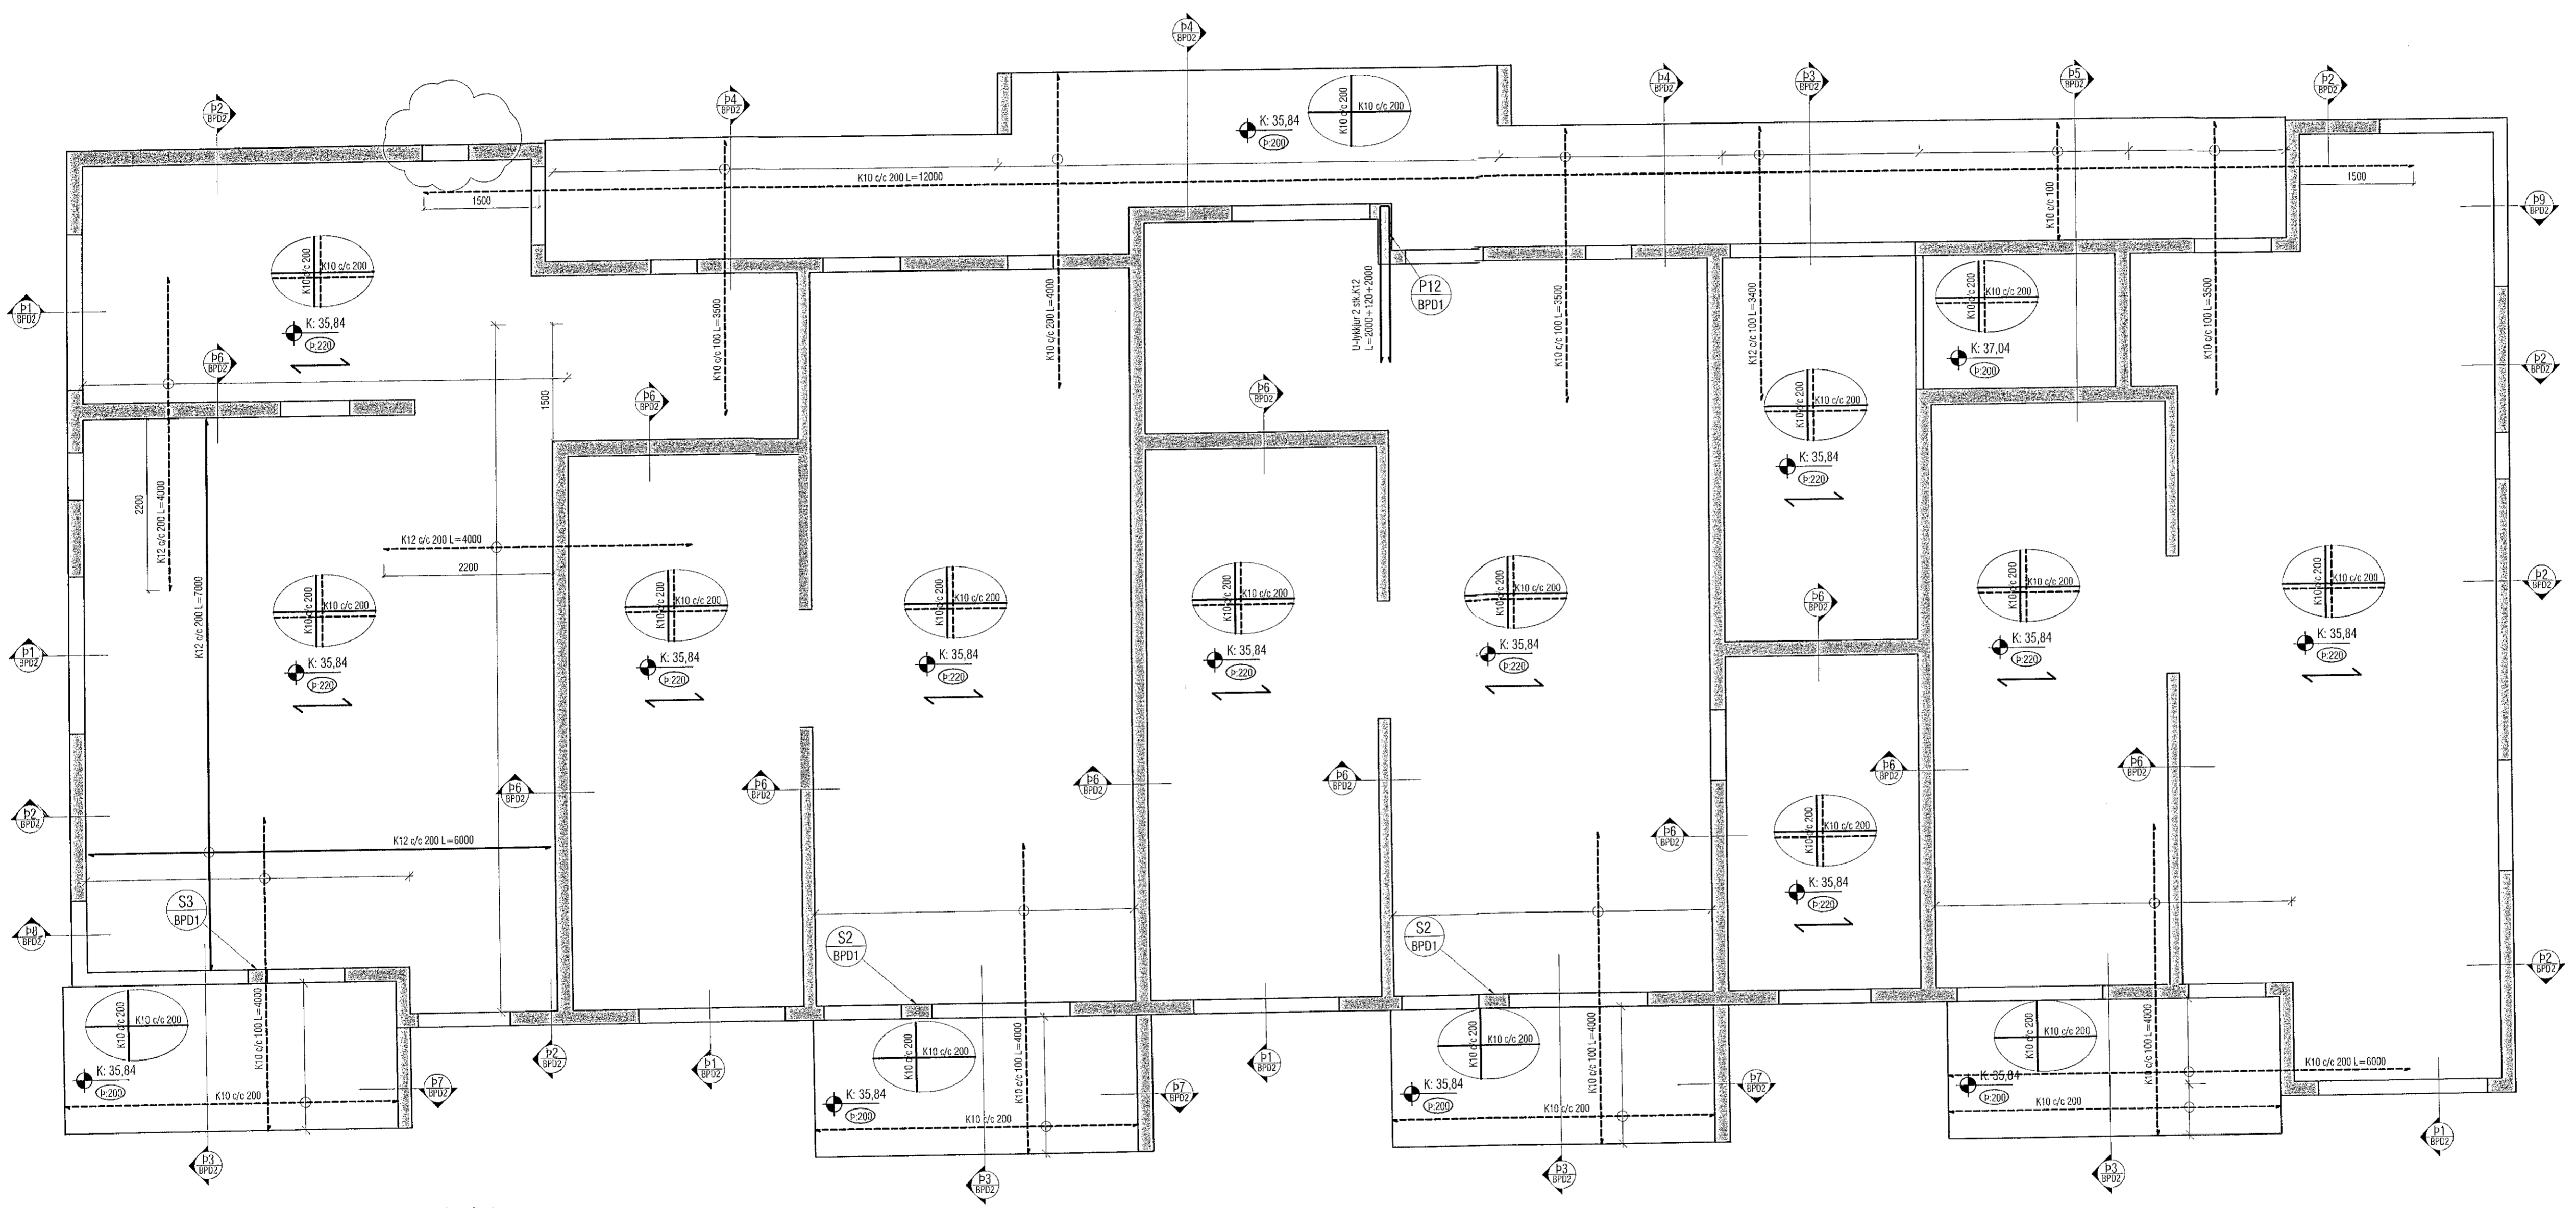 Þ4
BPD2
Þ2
BPD2
Þ4
BPD2
Þ4
BPD2
Þ3
BPD2
Þ5
BPD2
Þ2
BPD2
K10 c/c 200
K10 c/c 200
K: 35,84
Þ:200
K10 c/c 200 L=12000
1500
1500
K10 c/c 100
Þ9
BPD2
K10 c/c 200
K10 c/c 200
K: 35,84
Þ:220
Þ1
BPD2
Þ6
BPD2
Þ6
BPD2
Þ6
BPD2
1500
K10 c/c 100 L=3500
K10 c/c 200 L=4000
U-lykkjur 2 stk.K12
L=2000+120+2000
P12
BPD1
K10 c/c 100 L=3500
K12 c/c 100 L=3400
K10 c/c 200
K10 c/c 200
K: 37,04
Þ:200
K10 c/c 100 L=3500
Þ2
BPD2
K10 c/c 200
K10 c/c 200
K: 35,84
Þ:220
2200
K12 c/c 200 L=4000
K12 c/c 200 L=7000
K12 c/c 200 L=4000
2200
K10 c/c 200
K10 c/c 200
K: 35,84
Þ:220
K10 c/c 200
K10 c/c 200
K: 35,84
Þ:220
K10 c/c 200
K10 c/c 200
K: 35,84
Þ:220
K10 c/c 200
K10 c/c 200
K: 35,84
Þ:220
K10 c/c 200
K10 c/c 200
K: 35,84
Þ:220
Þ6
BPD2
K10 c/c 200
K10 c/c 200
K: 35,84
Þ:220
K10 c/c 200
K10 c/c 200
K: 35,84
Þ:220
Þ2
BPD2
Þ1
BPD2
Þ2
BPD2
Þ6
BPD2
Þ6
BPD2
Þ6
BPD2
Þ6
BPD2
Þ6
BPD2
Þ6
BPD2
Þ6
BPD2
K12 c/c 200 L=6000
K10 c/c 200
K10 c/c 200
K: 35,84
Þ:220
S3
BPD1
S2
BPD1
S2
BPD1
Þ8
BPD2
Þ2
BPD2
K10 c/c 200
K10 c/c 200
K: 35,84
Þ:200
K10 c/c 100 L=4000
K10 c/c 200
Þ7
BPD2
Þ2
BPD2
Þ1
BPD2
K10 c/c 200
K10 c/c 200
K: 35,84
Þ:200
K10 c/c 100 L=4000
K10 c/c 200
Þ7
BPD2
Þ1
BPD2
K10 c/c 200
K10 c/c 200
K: 35,84
Þ:200
K10 c/c 100 L=4000
K10 c/c 200
Þ7
BPD2
K10 c/c 200
K10 c/c 200
K: 35,84
Þ:200
K10 c/c 100 L=4000
K10 c/c 200
K10 c/c 200 L=6000
Þ1
BPD2
Þ3
BPD2
Þ3
BPD2
Þ3
BPD2
Þ3
BPD2